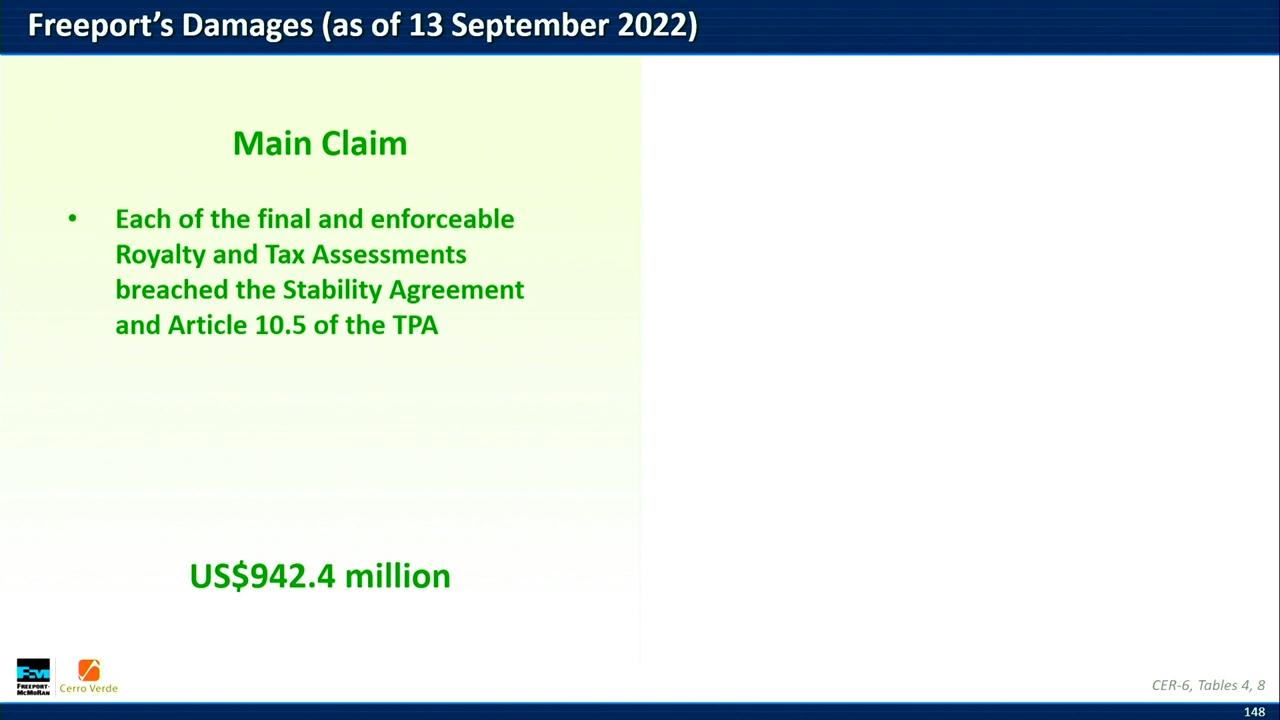 Freeport’s Damages (as of 13 September 2022)
Main Claim
• Each of the final and enforceable
Royalty and Tax Assessments
breached the Stability Agreement
and Article 10.5 of the TPA
US$942.4 million
FREEPORT-
McMoRAN
Cerro Verde
CER-6, Tables 4, 8
148